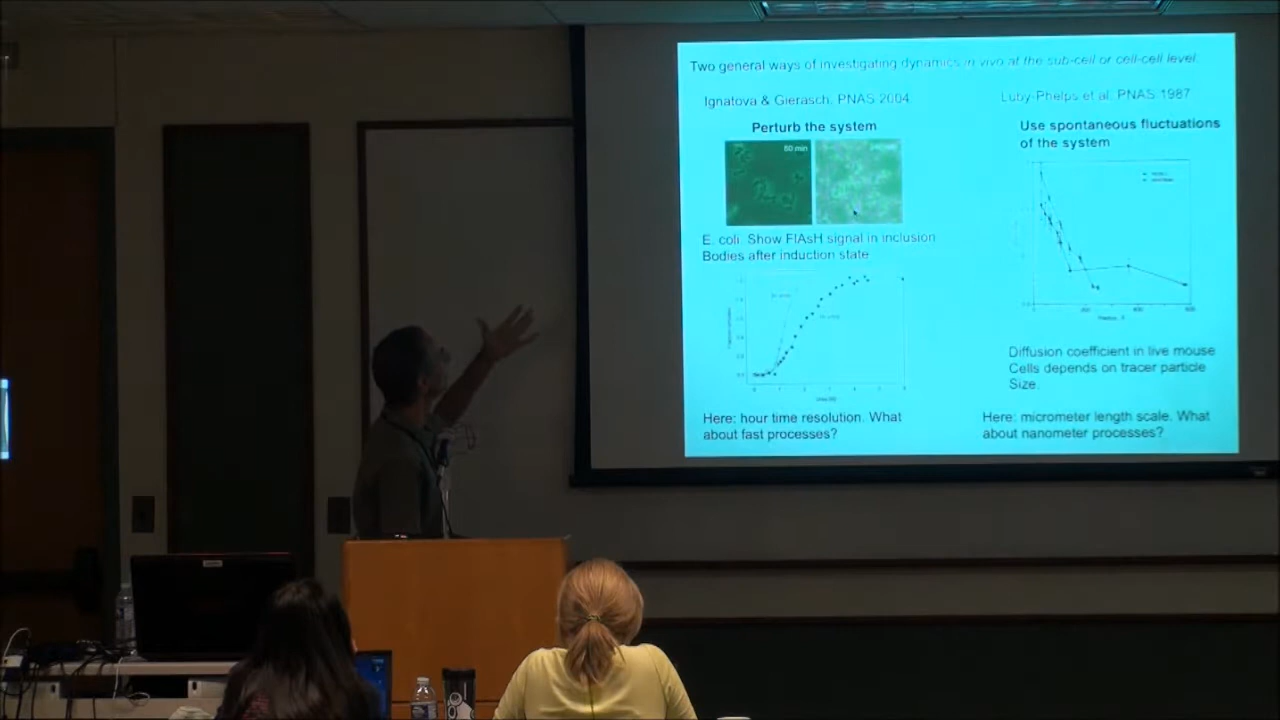 Two general ways of investigating dynamics in vivo at the sub-cell or cell-cell level.
Ignatova & Gierasch, PNAS 2004
Perturb the system
60 min
E. coli. Show FlAsH signal in inclusion
Bodies after induction state
Here: hour time resolution. What
about fast processes?
Luby-Phelps et al. PNAS 1987
Use spontaneous fluctuations
of the system
Diffusion coefficient in live mouse
Cells depends on tracer particle
Size.
Here: micrometer length scale. What
about nanometer processes?